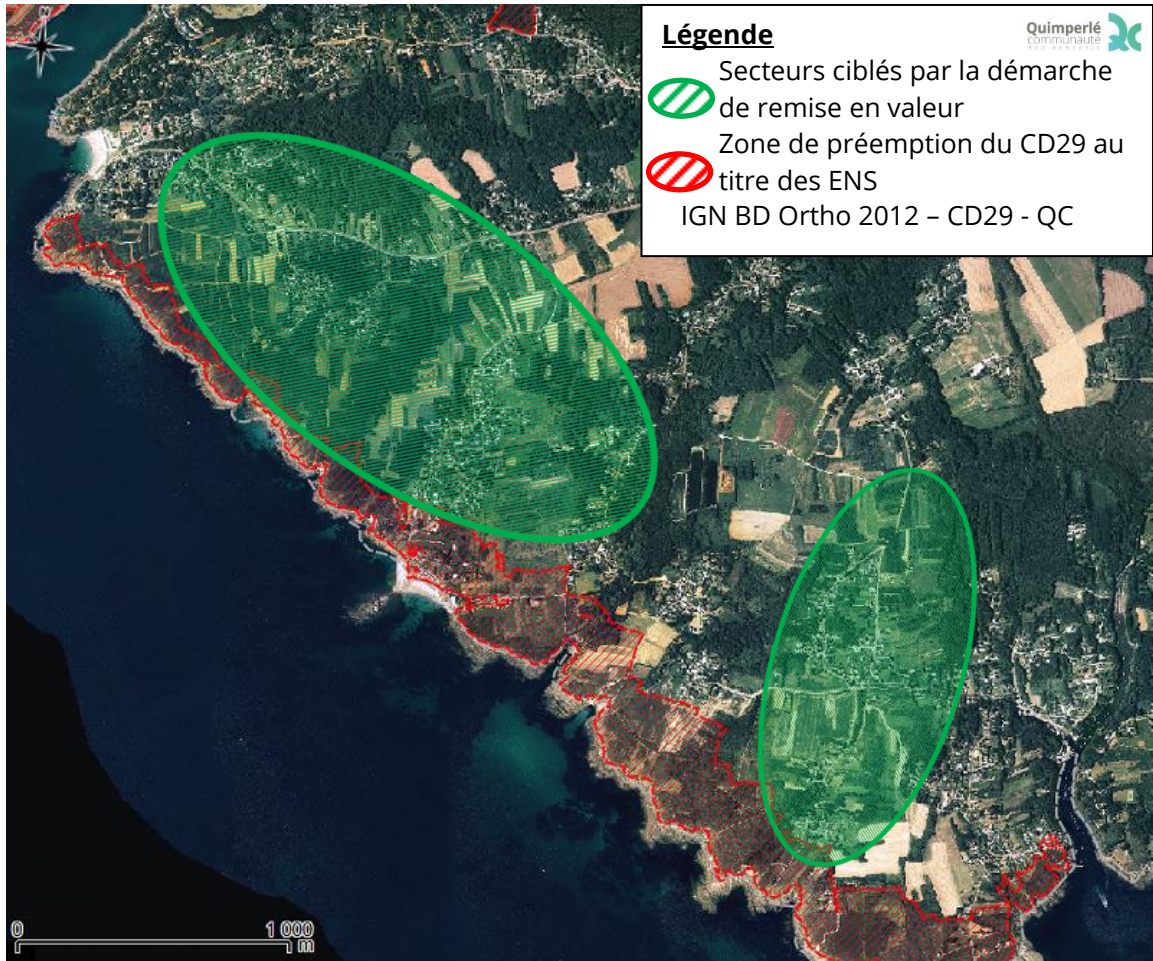 Légende
Quimperlé
communauté
Secteurs ciblés par la démarche
de remise en valeur
Zone de préemption du CD29 au
titre des ENS
IGN BD Ortho 2012 – CD29 - QC
0
1 000
m